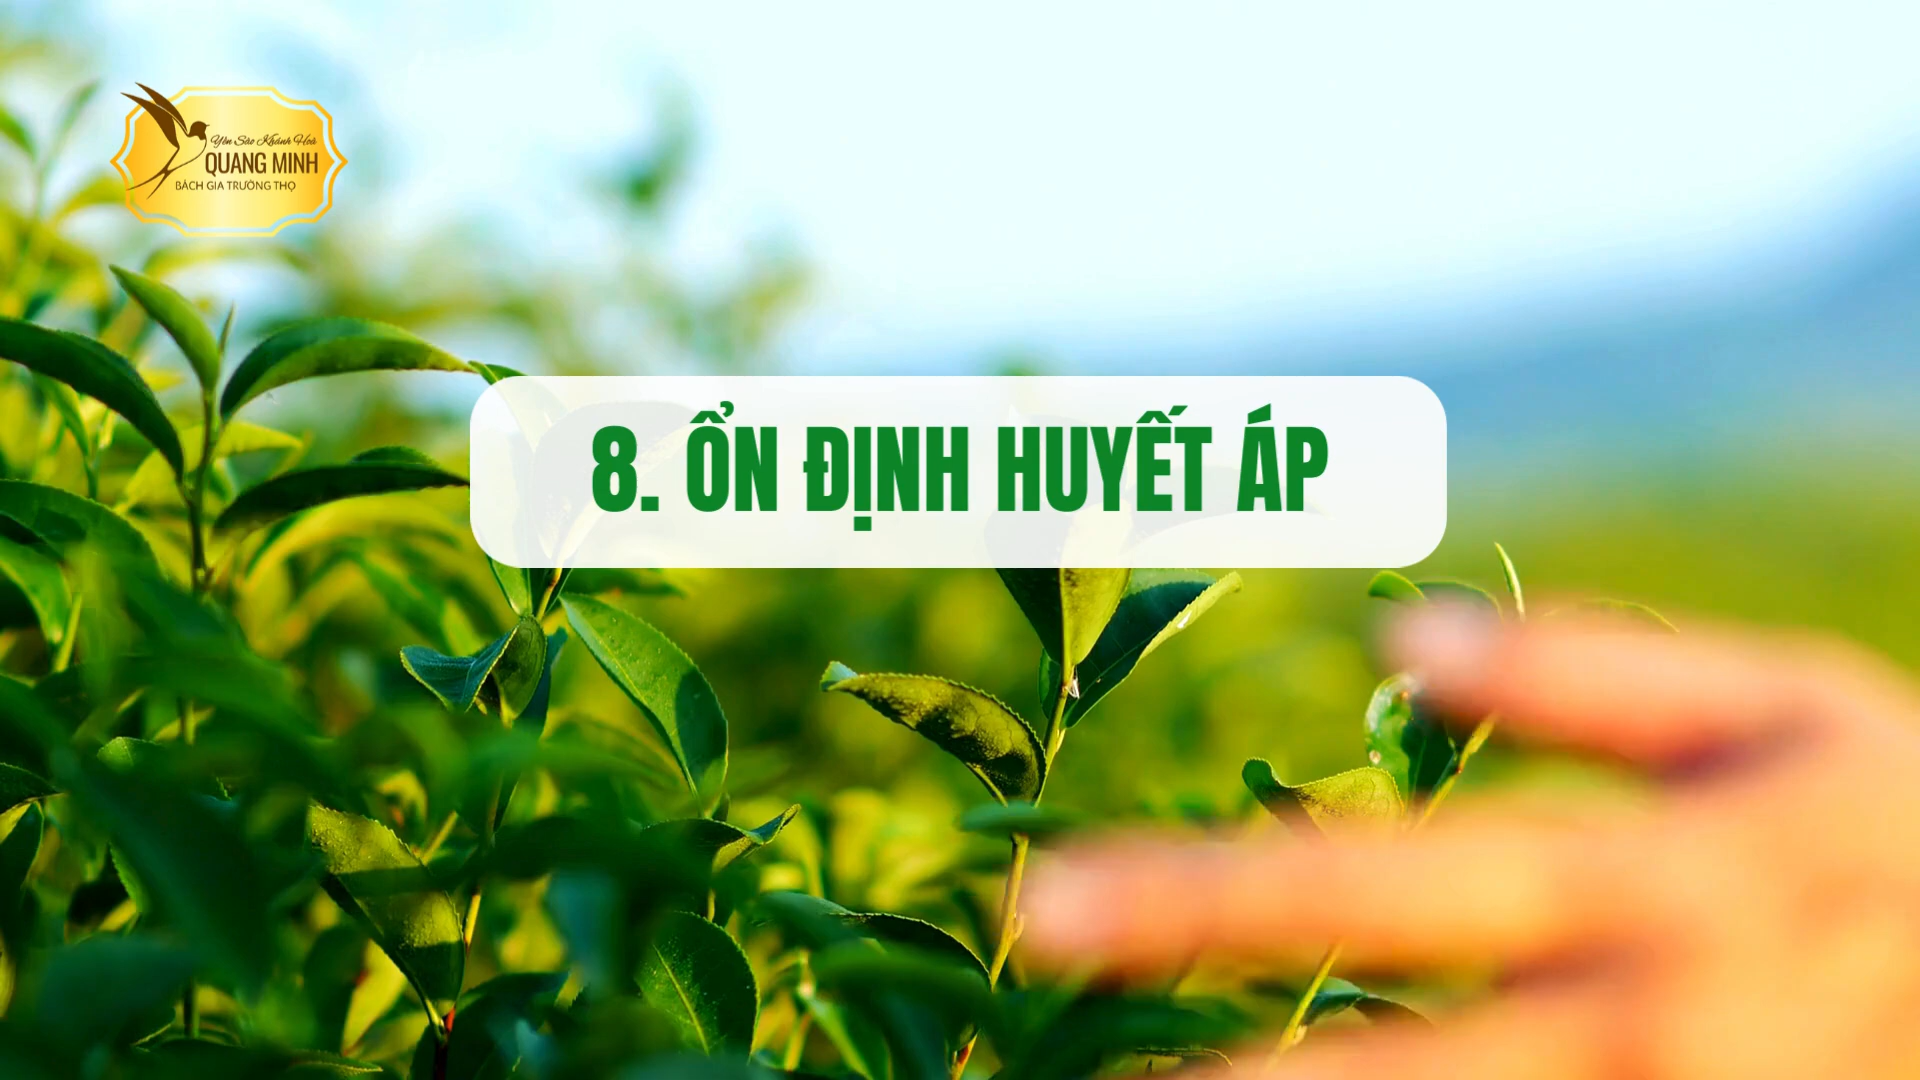 Yến Sào Khánh Hoà
QUANG MINH
BÁCH GIA TRƯỜNG THỌ
8. ỔN ĐỊNH HUYẾT ÁP